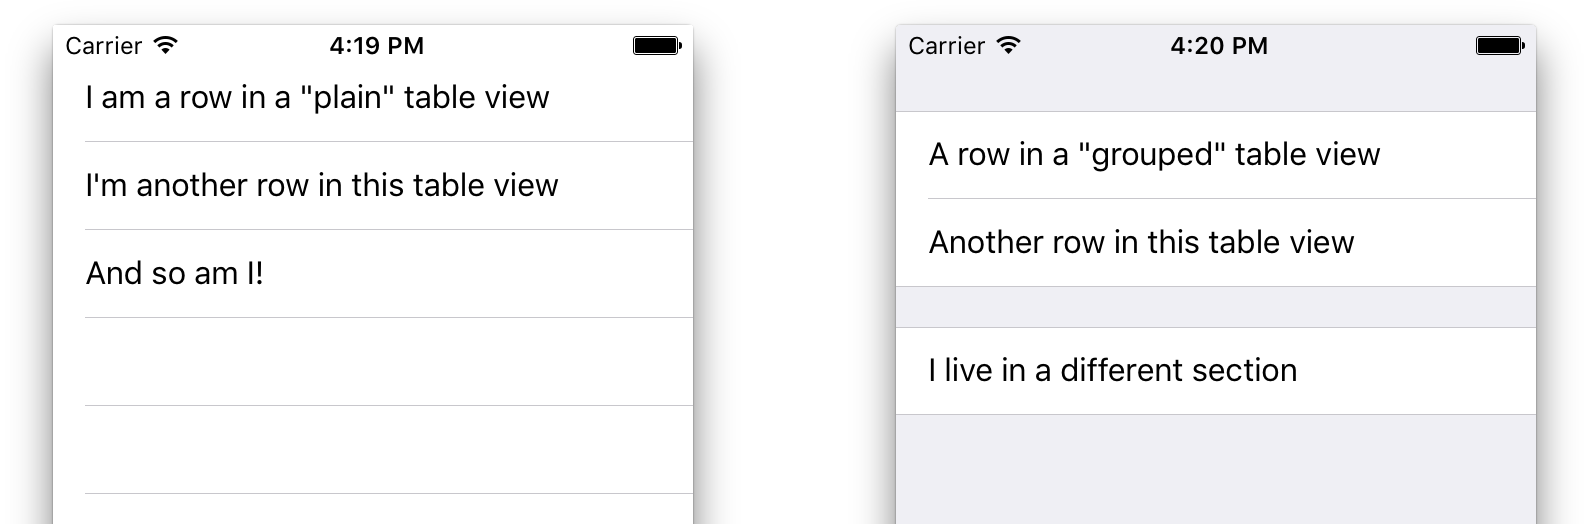 Carrier 4:19 PM
I am a row in a "plain" table view
I'm another row in this table view
And so am I!
Carrier 4:20 PM
A row in a "grouped" table view
Another row in this table view
I live in a different section